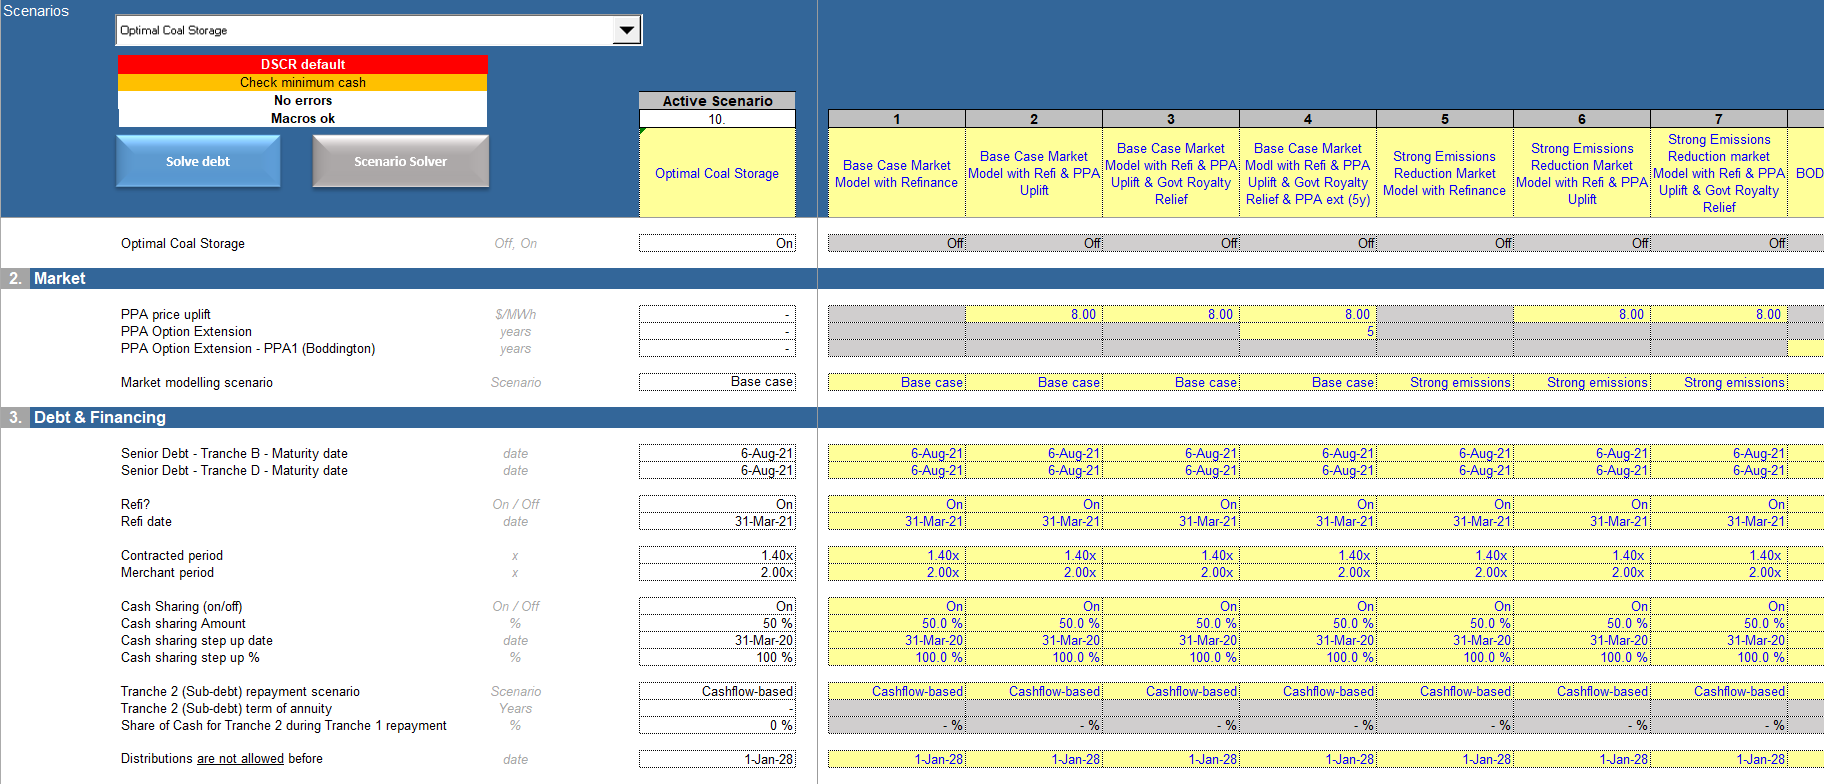 Scenarios
Optimal Coal Storage
DSCR default
Check minimum cash
No errors
Macros ok
Solve debt Scenario Solver
Active Scenario
10.
Optimal Coal Storage
1 2 3 4 5 6 7
Base Case Market
Model with Refinance
Base Case Market
Model with Refi & PPA
Uplift
Base Case Market
Model with Refi & PPA
Uplift & Govt Royalty
Relief
Base Case Market
Modl with Refi & PPA
Uplift & Govt Royalty
Relief & PPA ext (5y)
Strong Emissions
Reduction Market
Model with Refinance
Strong Emissions
Reduction Market
Model with Refi & PPA
Uplift
Strong Emissions
Reduction market
Model with Refi & PPA
Uplift & Govt Royalty
Relief
BOD
Optimal Coal Storage Off, On On Off Off Off Off Off Off Off
2. Market
PPA price uplift $/MWh - 8.00 8.00 8.00 8.00 8.00
PPA Option Extension years - 5
PPA Option Extension - PPA1 (Boddington) years -
Market modelling scenario Scenario Base case Base case Base case Base case Base case Strong emissions Strong emissions Strong emissions
3. Debt & Financing
Senior Debt - Tranche B - Maturity date date 6-Aug-21 6-Aug-21 6-Aug-21 6-Aug-21 6-Aug-21 6-Aug-21 6-Aug-21 6-Aug-21
Senior Debt - Tranche D - Maturity date date 6-Aug-21 6-Aug-21 6-Aug-21 6-Aug-21 6-Aug-21 6-Aug-21 6-Aug-21 6-Aug-21
Refi? On / Off On On On On On On On On
Refi date date 31-Mar-21 31-Mar-21 31-Mar-21 31-Mar-21 31-Mar-21 31-Mar-21 31-Mar-21 31-Mar-21
Contracted period x 1.40x 1.40x 1.40x 1.40x 1.40x 1.40x 1.40x 1.40x
Merchant period x 2.00x 2.00x 2.00x 2.00x 2.00x 2.00x 2.00x 2.00x
Cash Sharing (on/off) On / Off On On On On On On On On
Cash sharing Amount % 50 % 50.0 % 50.0 % 50.0 % 50.0 % 50.0 % 50.0 % 50.0 %
Cash sharing step up date date 31-Mar-20 31-Mar-20 31-Mar-20 31-Mar-20 31-Mar-20 31-Mar-20 31-Mar-20 31-Mar-20
Cash sharing step up % % 100 % 100.0 % 100.0 % 100.0 % 100.0 % 100.0 % 100.0 % 100.0 %
Tranche 2 (Sub-debt) repayment scenario Scenario Cashflow-based Cashflow-based Cashflow-based Cashflow-based Cashflow-based Cashflow-based Cashflow-based Cashflow-based
Tranche 2 (Sub-debt) term of annuity Years -
Share of Cash for Tranche 2 during Tranche 1 repayment % 0 % - % - % - % - % - % - % - %
Distributions are not allowed before date 1-Jan-28 1-Jan-28 1-Jan-28 1-Jan-28 1-Jan-28 1-Jan-28 1-Jan-28 1-Jan-28